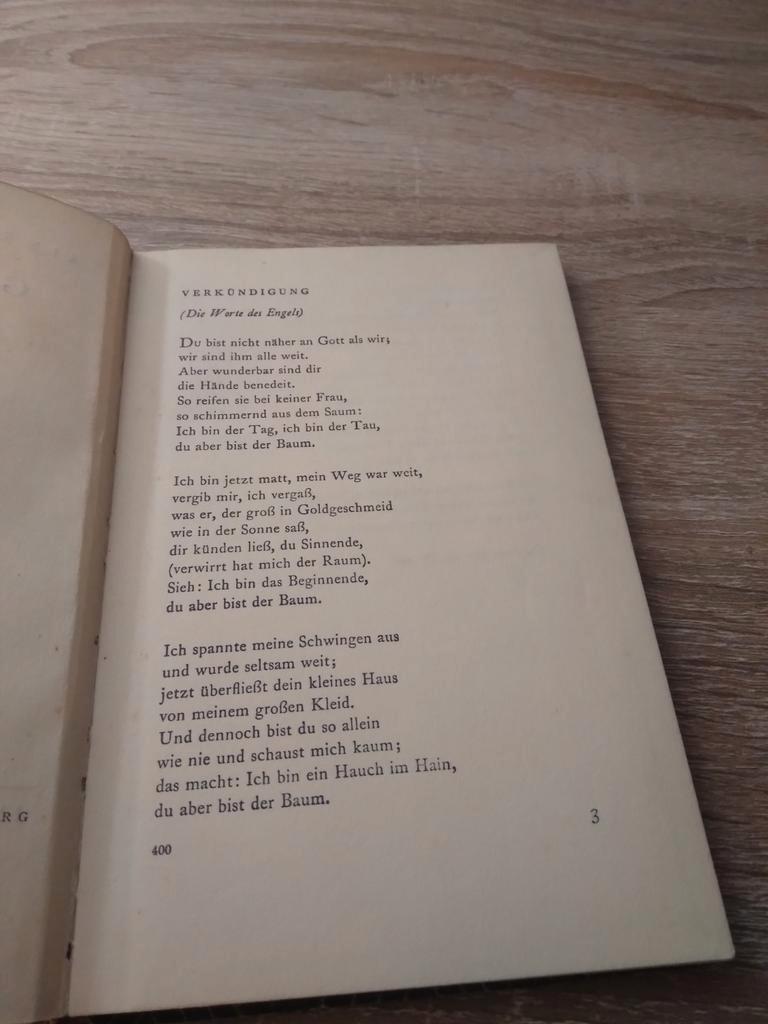 VERKÜNDIGUNG
(Die Worte des Engels)
Du bist nicht näher an Gott als wir;
wir sind ihm alle weit.
Aber wunderbar sind dir
die Hände benedeit.
So reifen sie bei keiner Frau,
so schimmernd aus dem Saum:
Ich bin der Tag, ich bin der Tau,
du aber bist der Baum.
Ich bin jetzt matt, mein Weg war weit,
vergib mir, ich vergaß,
was er, der groß in Goldgeschmeid
wie in der Sonne saß,
dir künden ließ, du Sinnende,
(verwirrt hat mich der Raum).
Sieh: Ich bin das Beginnende,
du aber bist der Baum.
Ich spannte meine Schwingen aus
und wurde seltsam weit;
jetzt überfließt dein kleines Haus
von meinem großen Kleid.
Und dennoch bist du so allein
wie nie und schaust mich kaum;
das macht: Ich bin ein Hauch im Hain,
du aber bist der Baum.
RG
3
400